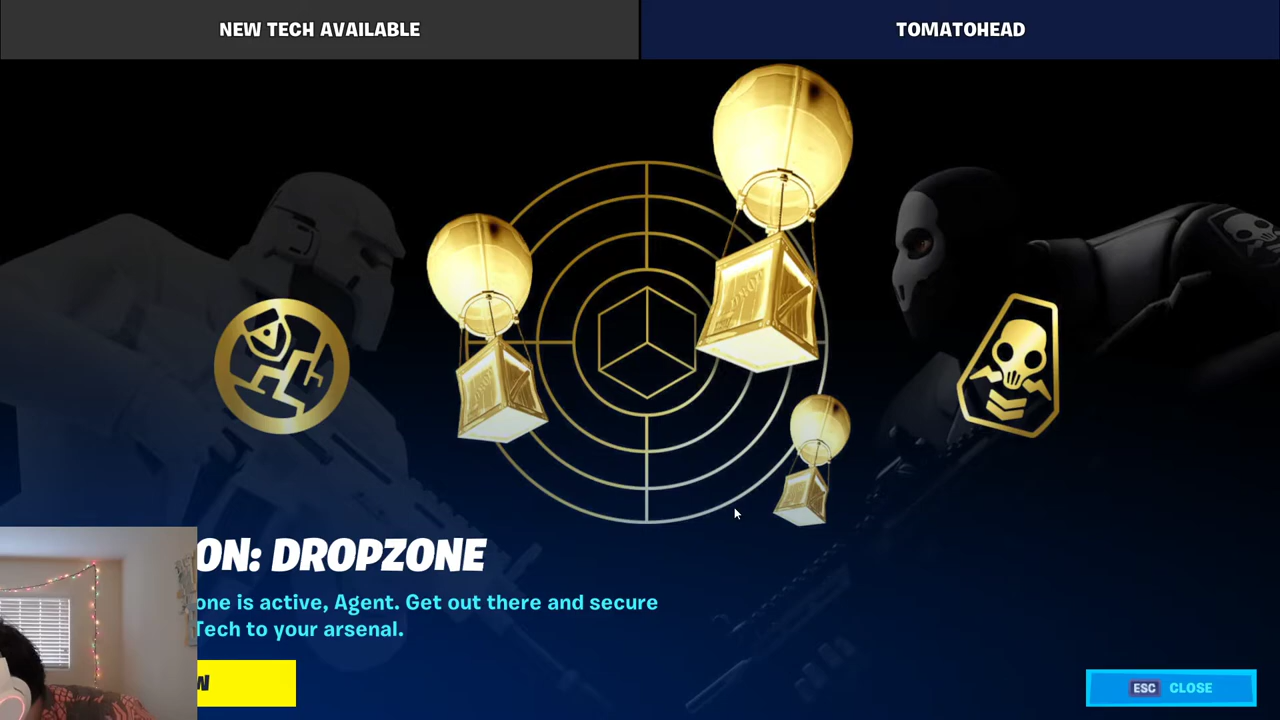 NEW TECH AVAILABLE
TOMATOHEAD
ON: DROPZONE
one is active, Agent. Get out there and secure
Tech to your arsenal.
W
ESC CLOSE